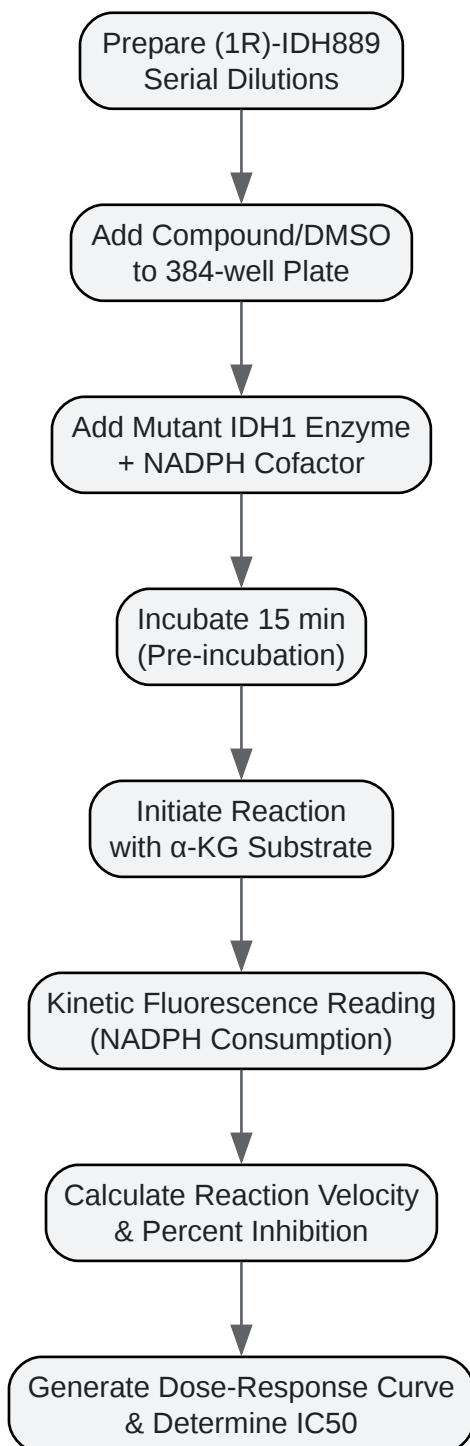 Prepare (1R)-IDH889
Serial Dilutions
Add Compound/DMSO
to 384-well Plate
Add Mutant IDH1 Enzyme
+ NADPH Cofactor
Incubate 15 min
(Pre-incubation)
Initiate Reaction
with α-KG Substrate
Kinetic Fluorescence Reading
(NADPH Consumption)
Calculate Reaction Velocity
& Percent Inhibition
Generate Dose-Response Curve
& Determine IC50